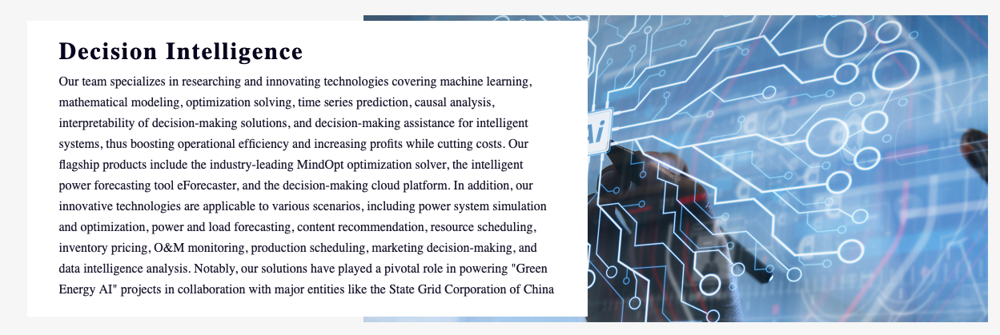 Decision Intelligence
Our team specializes in researching and innovating technologies covering machine learning,
mathematical modeling, optimization solving, time series prediction, causal analysis,
interpretability of decision-making solutions, and decision-making assistance for intelligent
systems, thus boosting operational efficiency and increasing profits while cutting costs. Our
flagship products include the industry-leading MindOpt optimization solver, the intelligent
power forecasting tool eForecaster, and the decision-making cloud platform. In addition, our
innovative technologies are applicable to various scenarios, including power system simulation
and optimization, power and load forecasting, content recommendation, resource scheduling,
inventory pricing, O&M monitoring, production scheduling, marketing decision-making, and
data intelligence analysis. Notably, our solutions have played a pivotal role in powering "Green
Energy AI" projects in collaboration with major entities like the State Grid Corporation of China
Ai